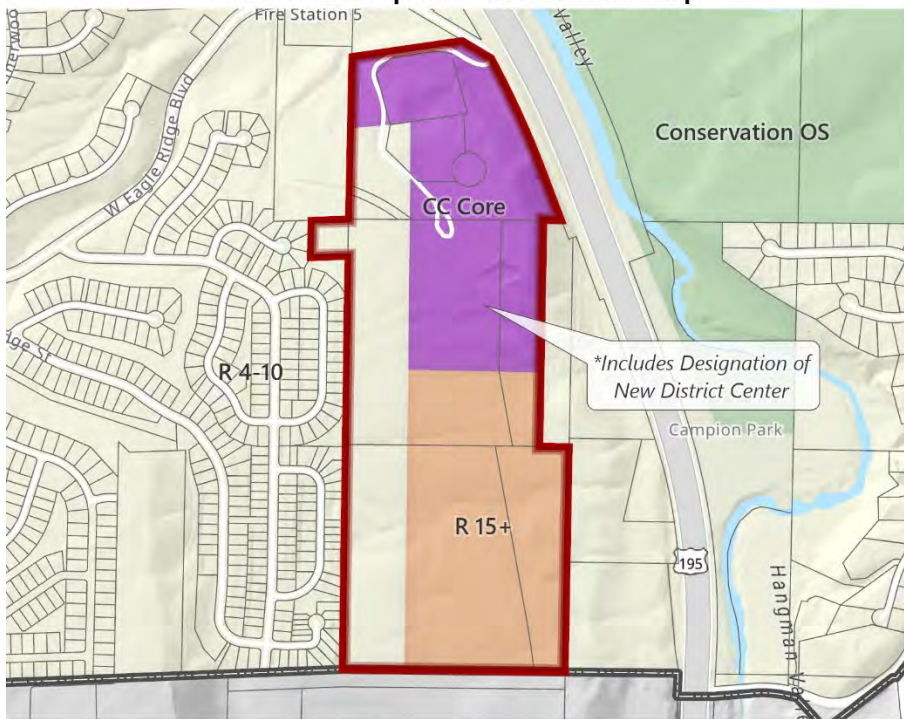 Fire Station 5
Valley
W Eagle Ridge Blvd
Conservation OS
CC Core
R 4-10
*Includes Designation of
New District Center
Campion Park
R 15+
195
Hangman